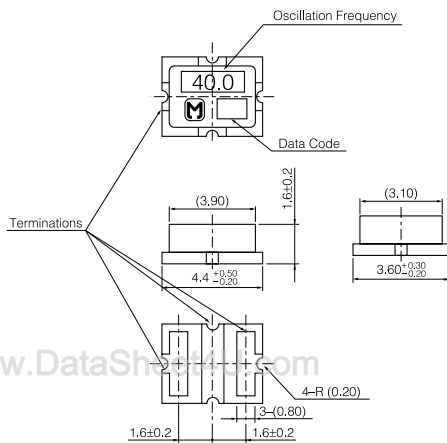 Oscillation Frequency
40.0
M
Data Code
Terminations
(3.90)
1.6±0.2
(3.10)
4.4 +0.50 -0.20
3.60 +0.30 -0.20
www.DataSheet4U.com
4–R (0.20)
3–(0.80)
1.6±0.2
1.6±0.2